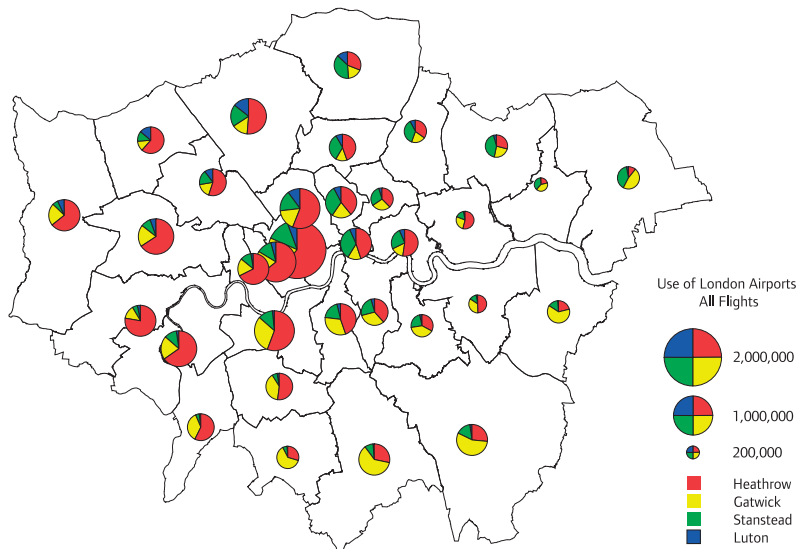 Use of London Airports
All Flights
2,000,000
1,000,000
200,000
Heathrow
Gatwick
Stanstead
Luton